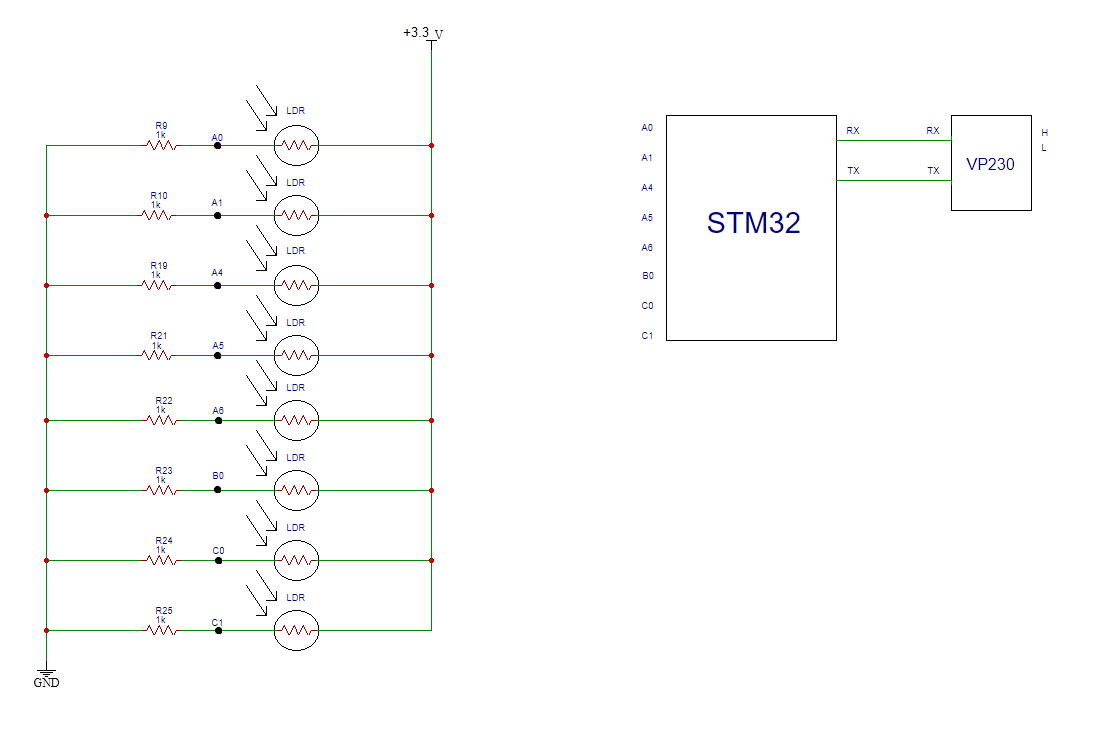 +3.3 V
LDR
R9
1k
A0
LDR
R10
1k
A1
LDR
R19
1k
A4
LDR
R21
1k
A5
LDR
R22
1k
A6
LDR
R23
1k
B0
LDR
R24
1k
C0
LDR
R25
1k
C1
GND
A0
A1
A4
A5
A6
B0
C0
C1
STM32
RX
TX
RX
TX
VP230
H
L